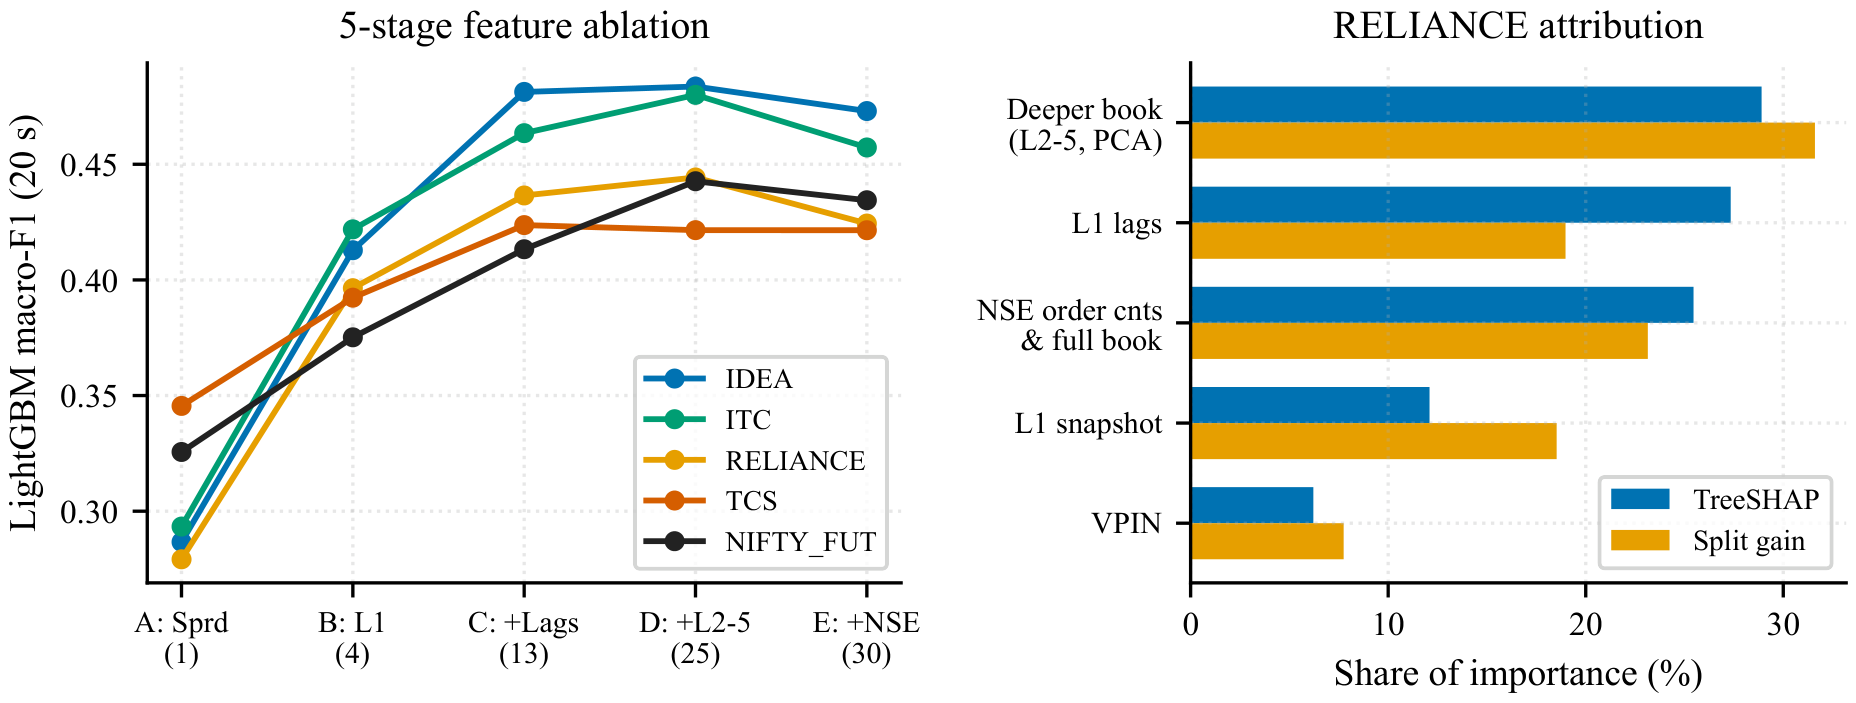 5-stage feature ablation
LightGBM macro-F1 (20 s)
0.45
0.40
0.35
0.30
IDEA
ITC
RELIANCE
TCS
NIFTY_FUT
A: Sprd
(1)
B: L1
(4)
C: +Lags
(13)
D: +L2-5
(25)
E: +NSE
(30)
RELIANCE attribution
Deeper book
(L2-5, PCA)
L1 lags
NSE order cnts
& full book
L1 snapshot
VPIN
TreeSHAP
Split gain
0
10
20
30
Share of importance (%)